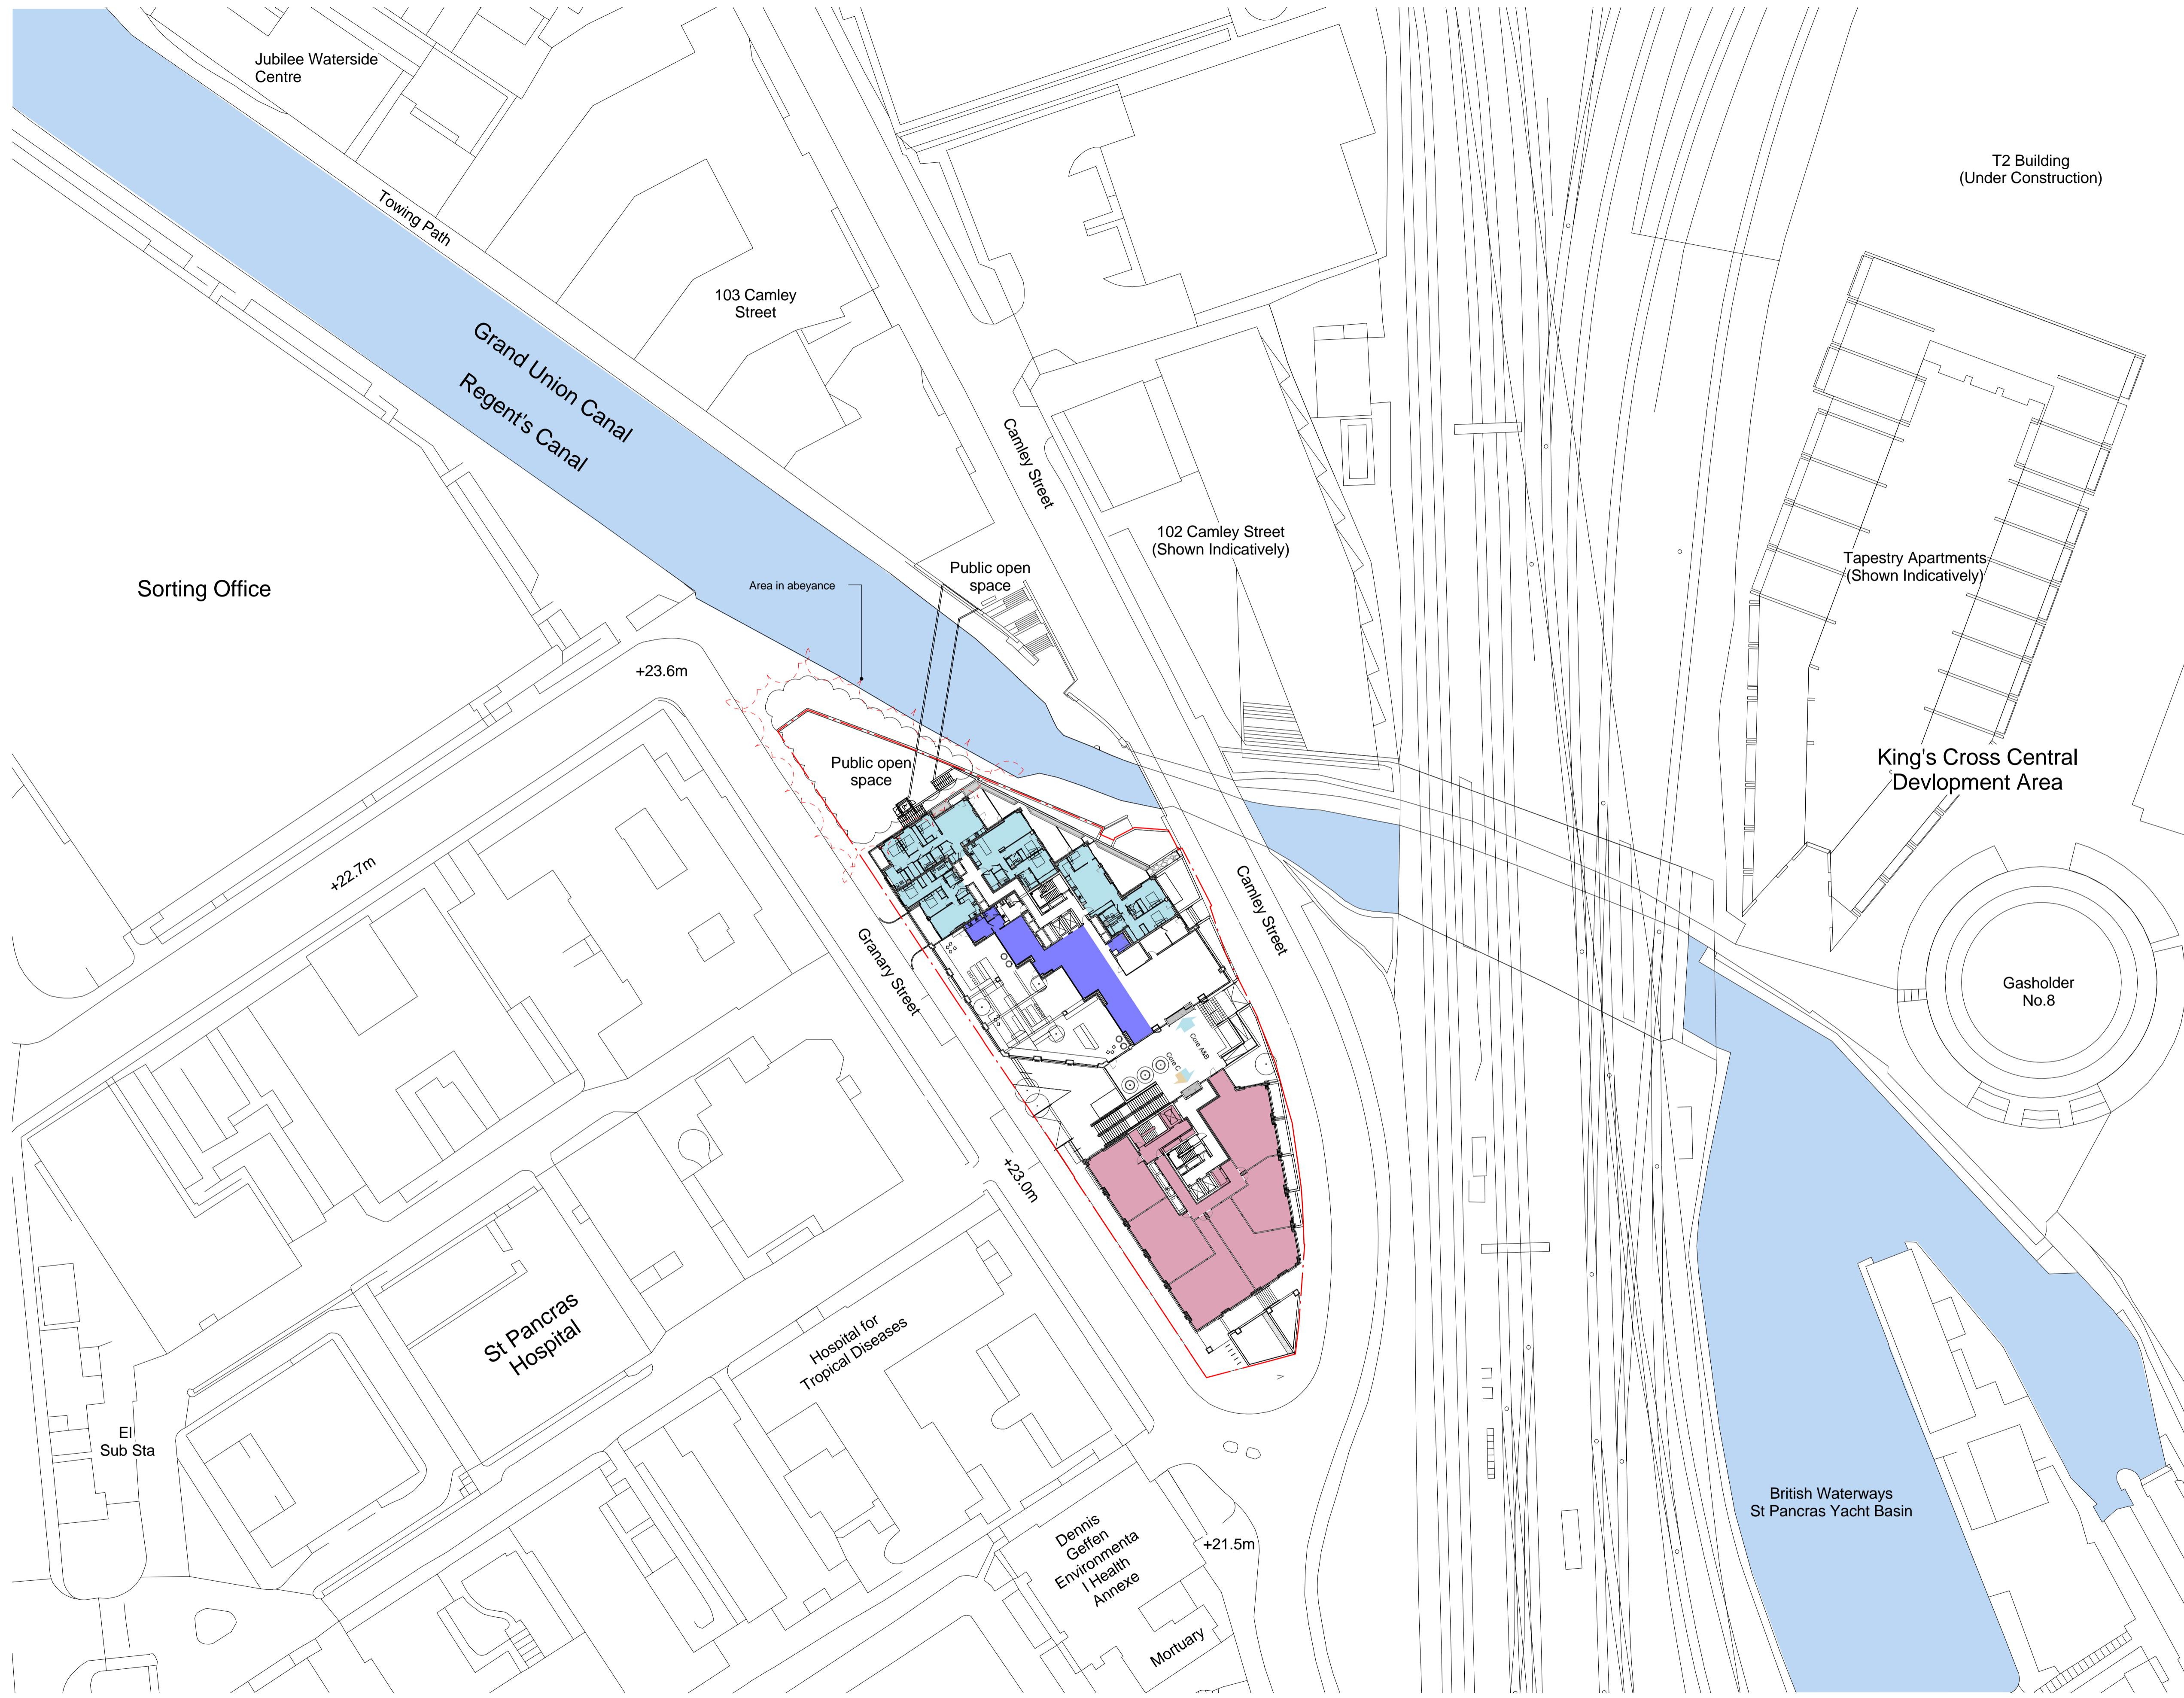 Jubilee Waterside
Centre
T2 Building
(Under Construction)
Towing Path
103 Camley
Street
Grand Union Canal
Regent's Canal
Camley Street
102 Camley Street
(Shown Indicatively)
Tapestry Apartments
(Shown Indicatively)
Public open
space
Area in abeyance
Sorting Office
+23.6m
Public open
space
King's Cross Central
Devlopment Area
+22.7m
Camley Street
Granary Street
Gasholder
No.8
Core A&B
Core C
+23.0m
St Pancras
Hospital
Hospital for
Tropical Diseases
El
Sub Sta
British Waterways
St Pancras Yacht Basin
Dennis
Geffen
Environmenta
l Health
Annexe
+21.5m
Mortuary